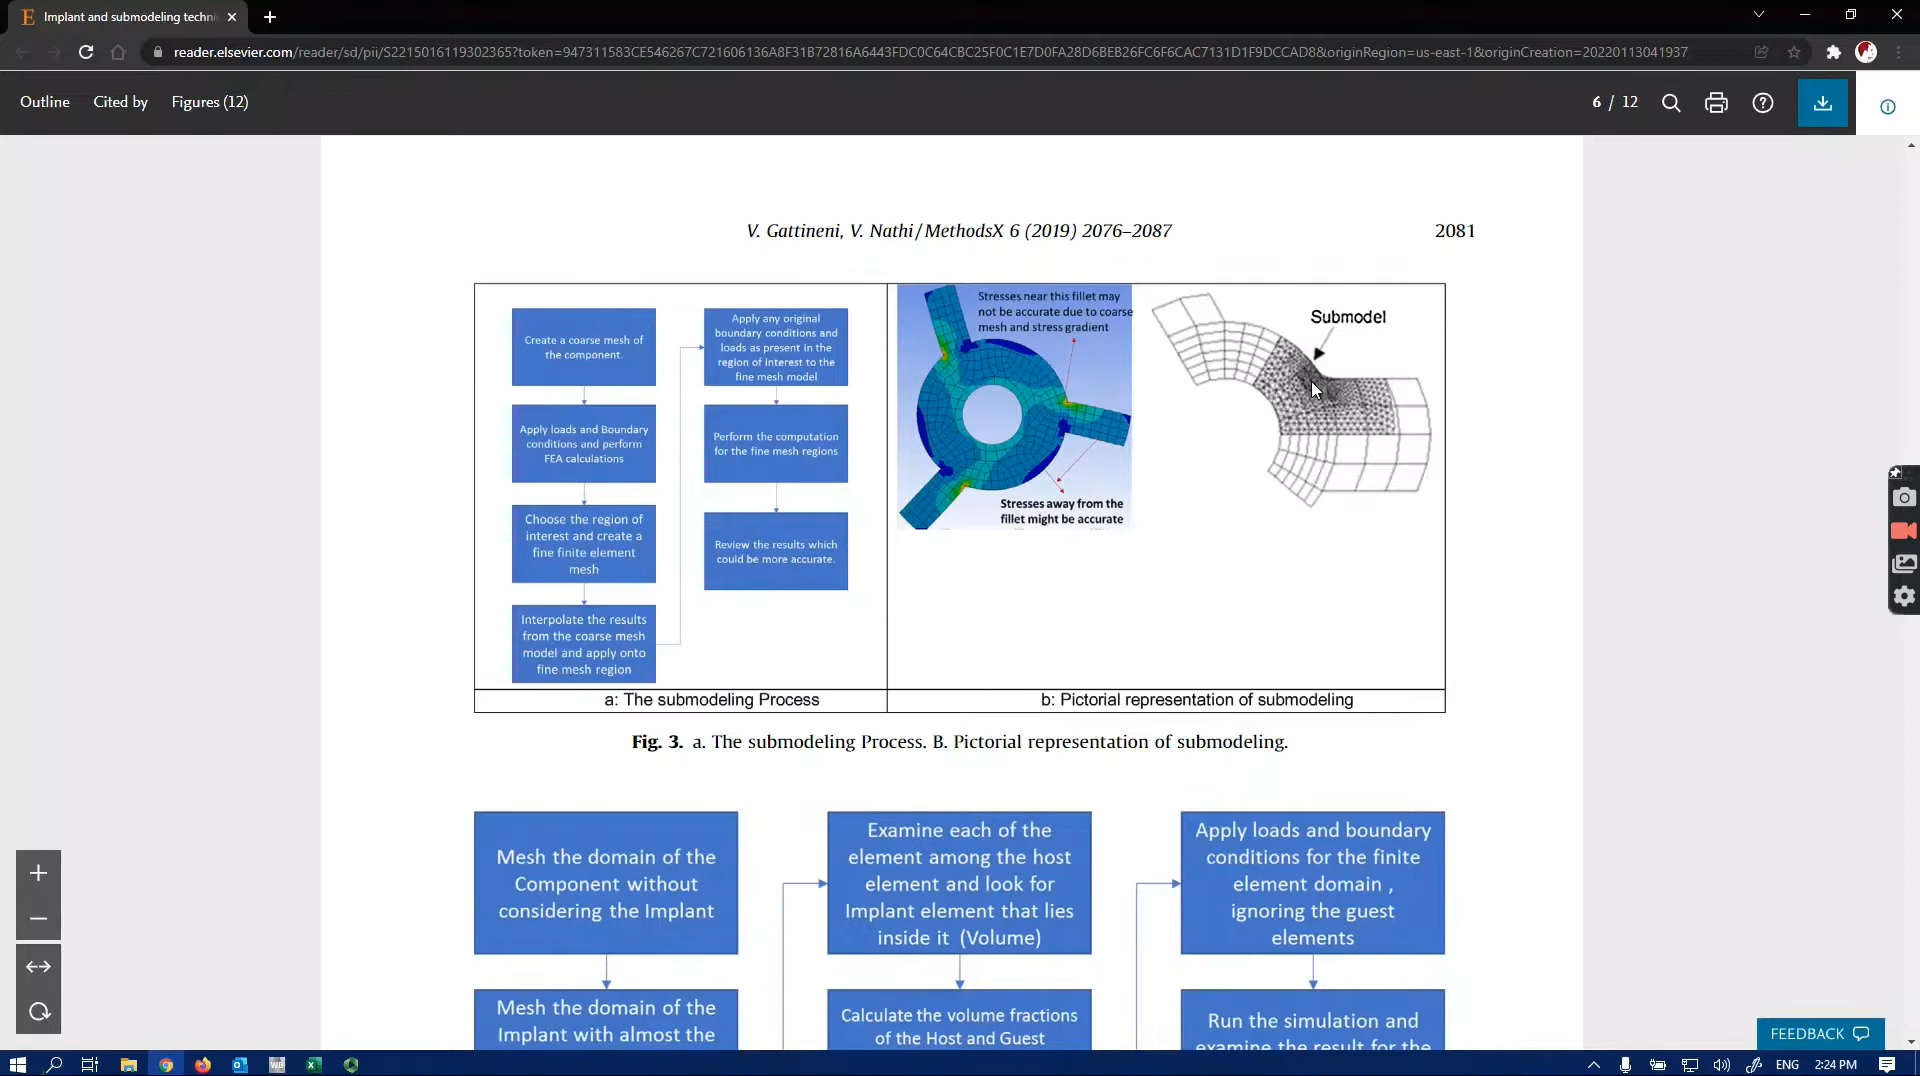 Implant and submodeling techni
reader.elsevier.com/reader/sd/pii/S2215016119302365?token=947311583CE546267C721606136A8F31B72816A6443FDC0C64CBC25F0C1E7D0FA28D6BEB26FC6F6CAC7131D1F9DCCAD8&originRegion=us-east-1&originCreation=20220113041937
Outline Cited by Figures (12)
6 / 12
V. Gattineni, V. Nathi / MethodsX 6 (2019) 2076–2087
2081
Create a coarse mesh of
the component.
Apply loads and Boundary
conditions and perform
FEA calculations
Choose the region of
interest and create a
fine finite element
mesh
Interpolate the results
from the coarse mesh
model and apply onto
fine mesh region
Apply any original
boundary conditions and
loads as present in the
region of interest to the
fine mesh model
Perform the computation
for the fine mesh regions
Review the results which
could be more accurate.
Stresses near this fillet may
not be accurate due to coarse
mesh and stress gradient
Stresses away from the
fillet might be accurate
Submodel
a: The submodeling Process
b: Pictorial representation of submodeling
Fig. 3. a. The submodeling Process. B. Pictorial representation of submodeling.
Mesh the domain of the
Component without
considering the Implant
Mesh the domain of the
Implant with almost the
Examine each of the
element among the host
element and look for
Implant element that lies
inside it (Volume)
Calculate the volume fractions
of the Host and Guest
Apply loads and boundary
conditions for the finite
element domain ,
ignoring the guest
elements
Run the simulation and
examine the result for the
FEEDBACK
ENG 2:24 PM